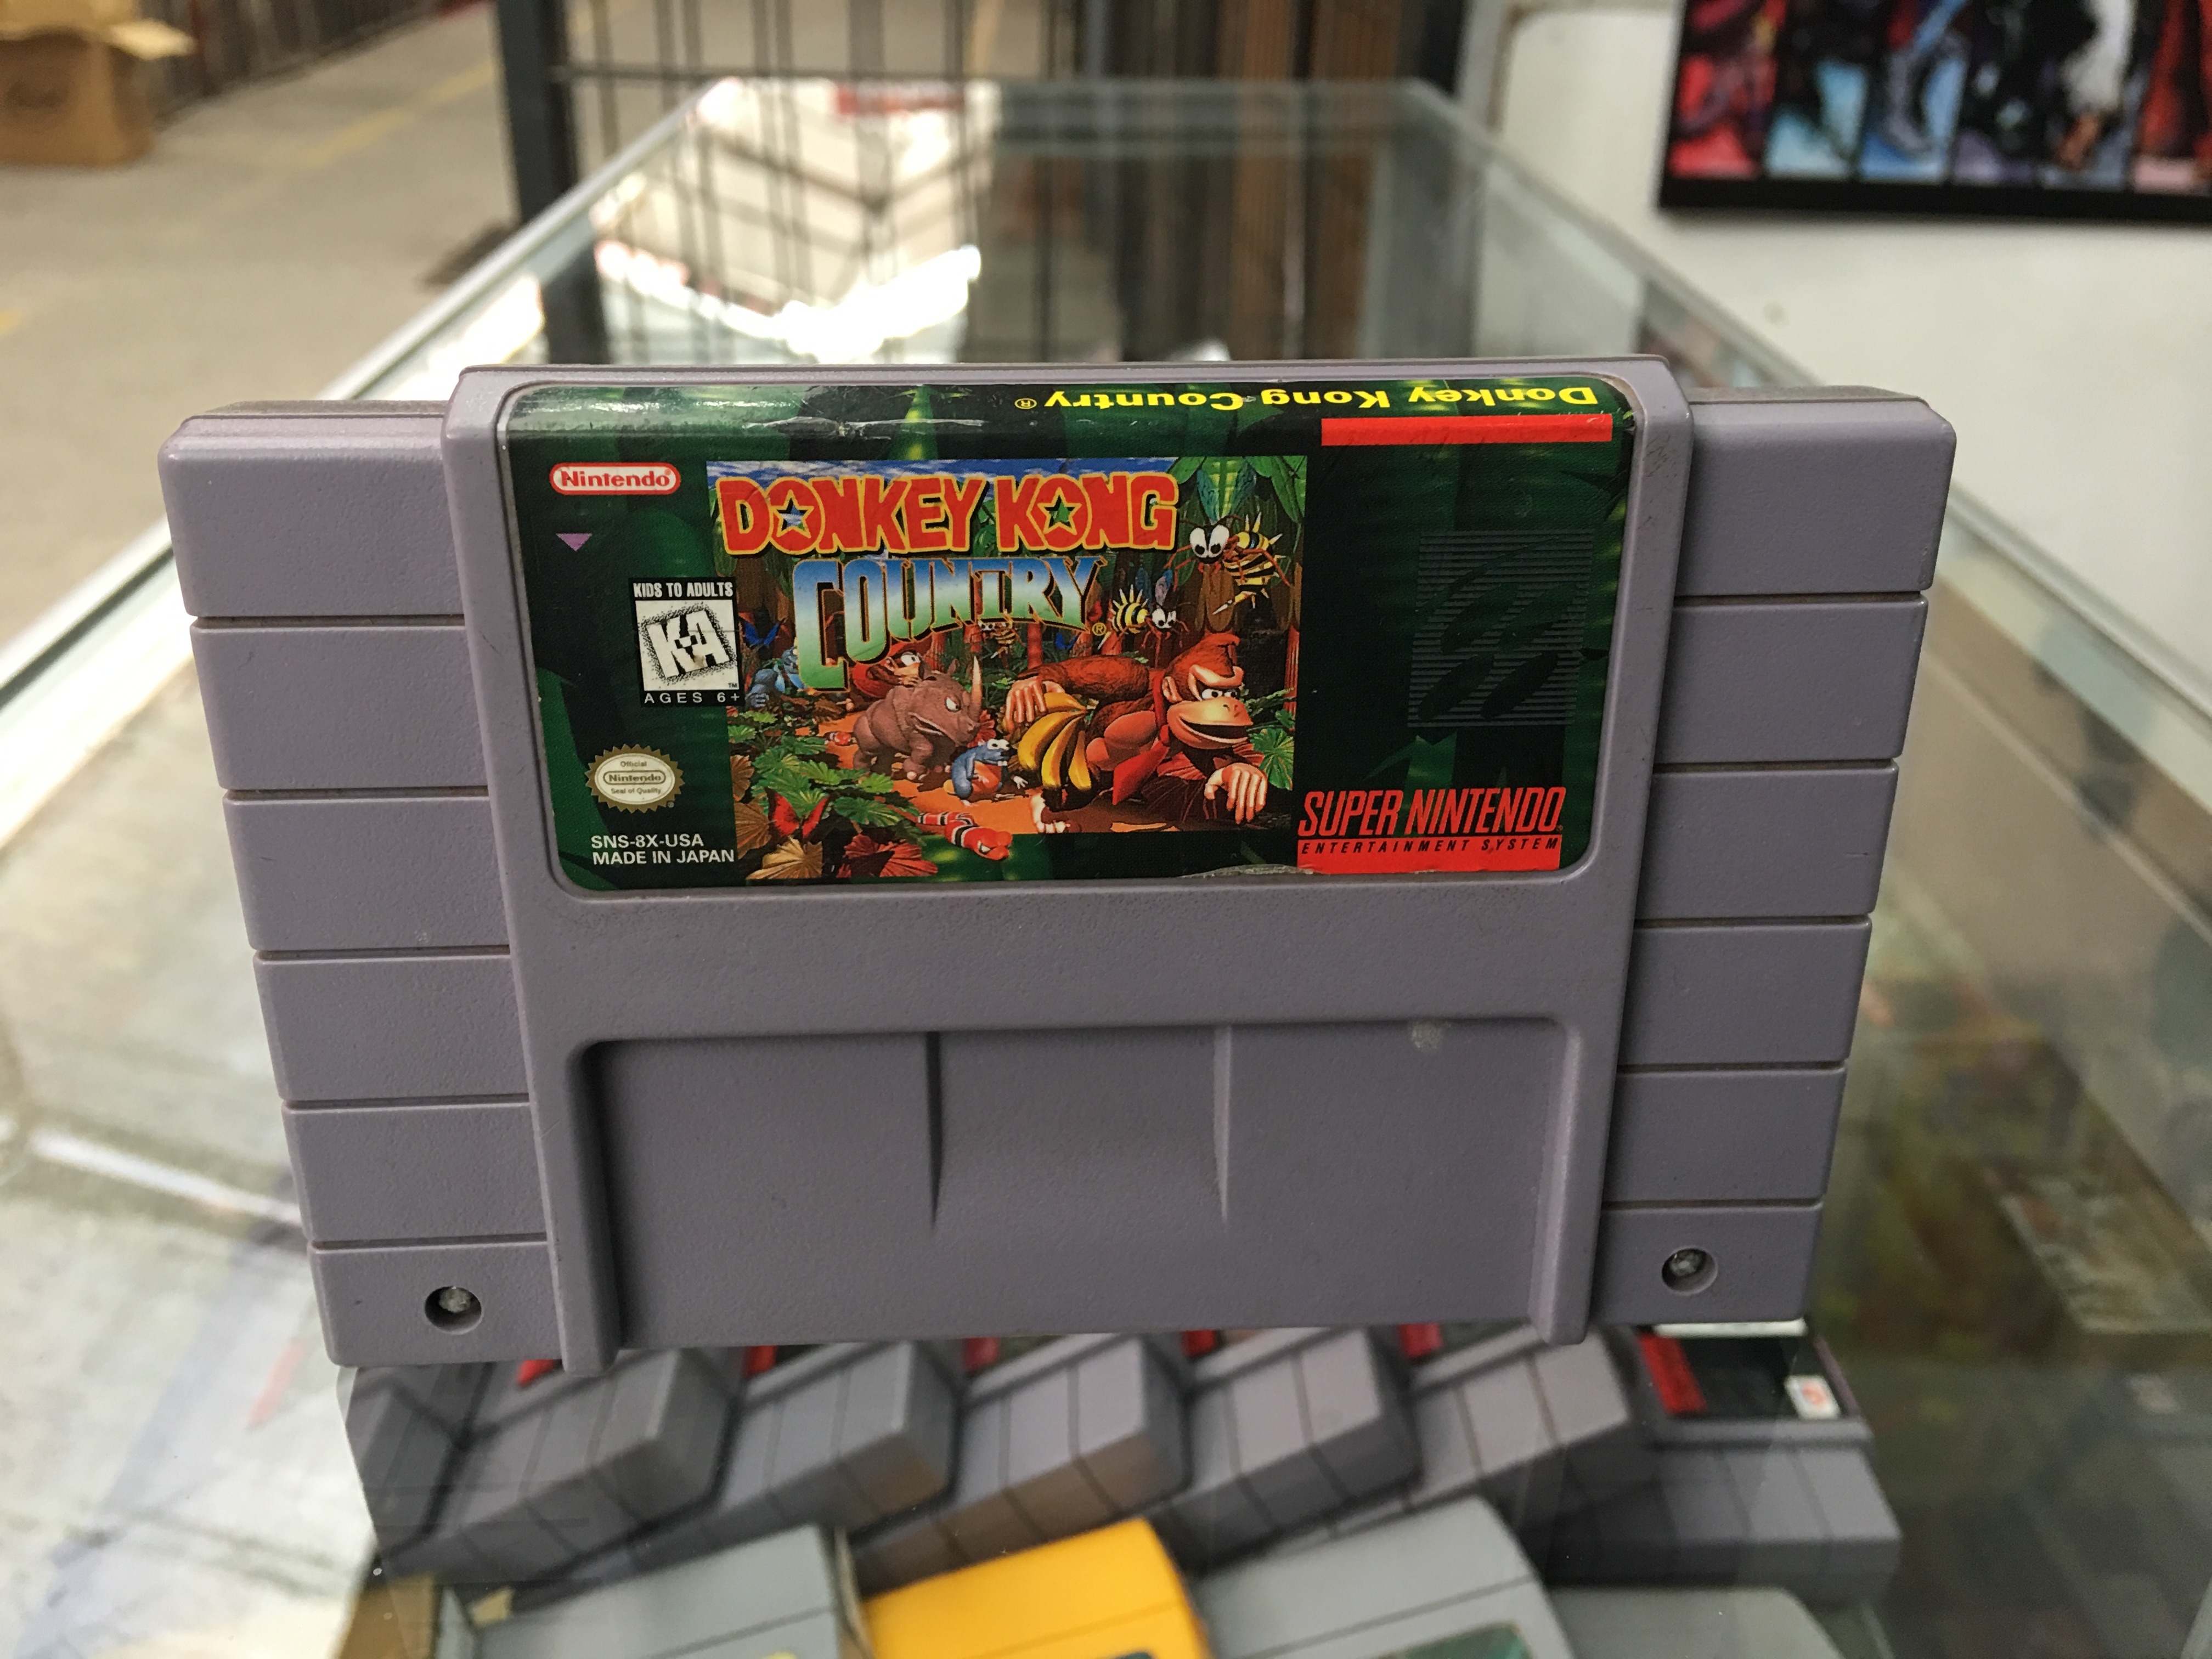 Donkey Kong Country ®
Nintendo®
DONKEY KONG
COUNTRY®
KIDS TO ADULTS
K-A
TM
AGES 6+
Official
Nintendo
Seal of Quality
SNS-8X-USA
MADE IN JAPAN
SUPER NINTENDO®
ENTERTAINMENT SYSTEM